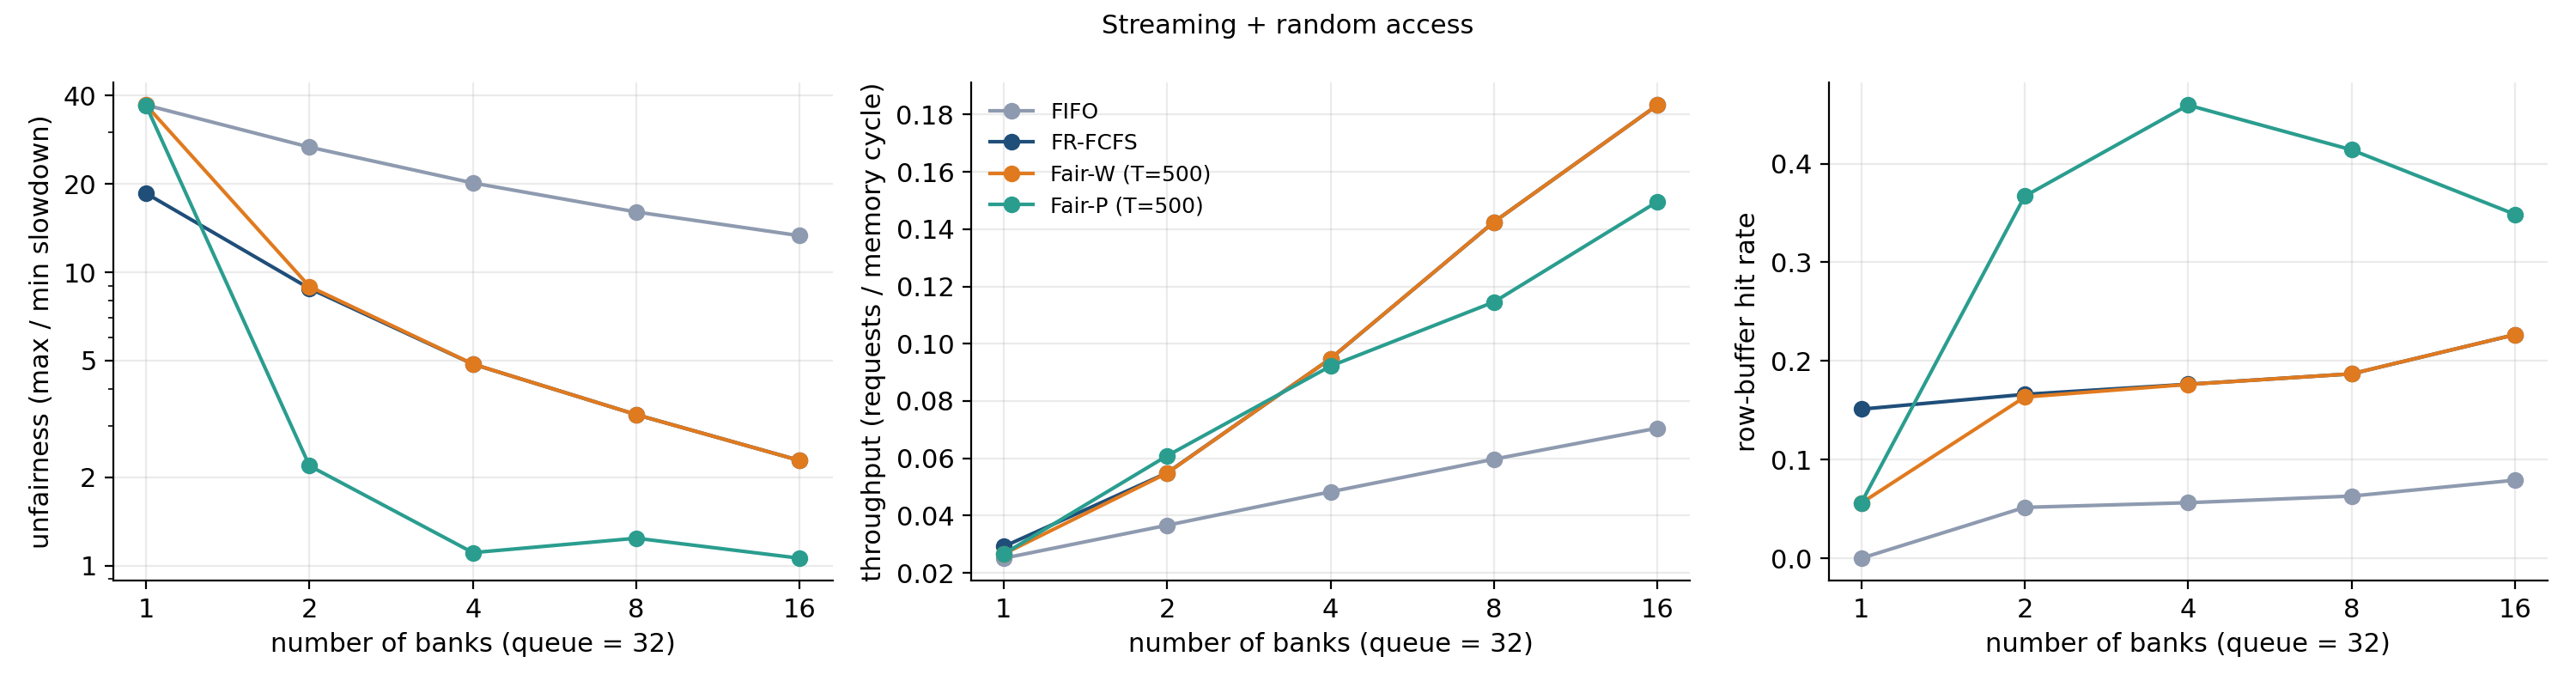 Streaming + random access
unfairness (max / min slowdown)
40
20
10
5
2
1
1 2 4 8 16
number of banks (queue = 32)
throughput (requests / memory cycle)
0.18
0.16
0.14
0.12
0.10
0.08
0.06
0.04
0.02
FIFO
FR-FCFS
Fair-W (T=500)
Fair-P (T=500)
1 2 4 8 16
number of banks (queue = 32)
row-buffer hit rate
0.4
0.3
0.2
0.1
0.0
1 2 4 8 16
number of banks (queue = 32)